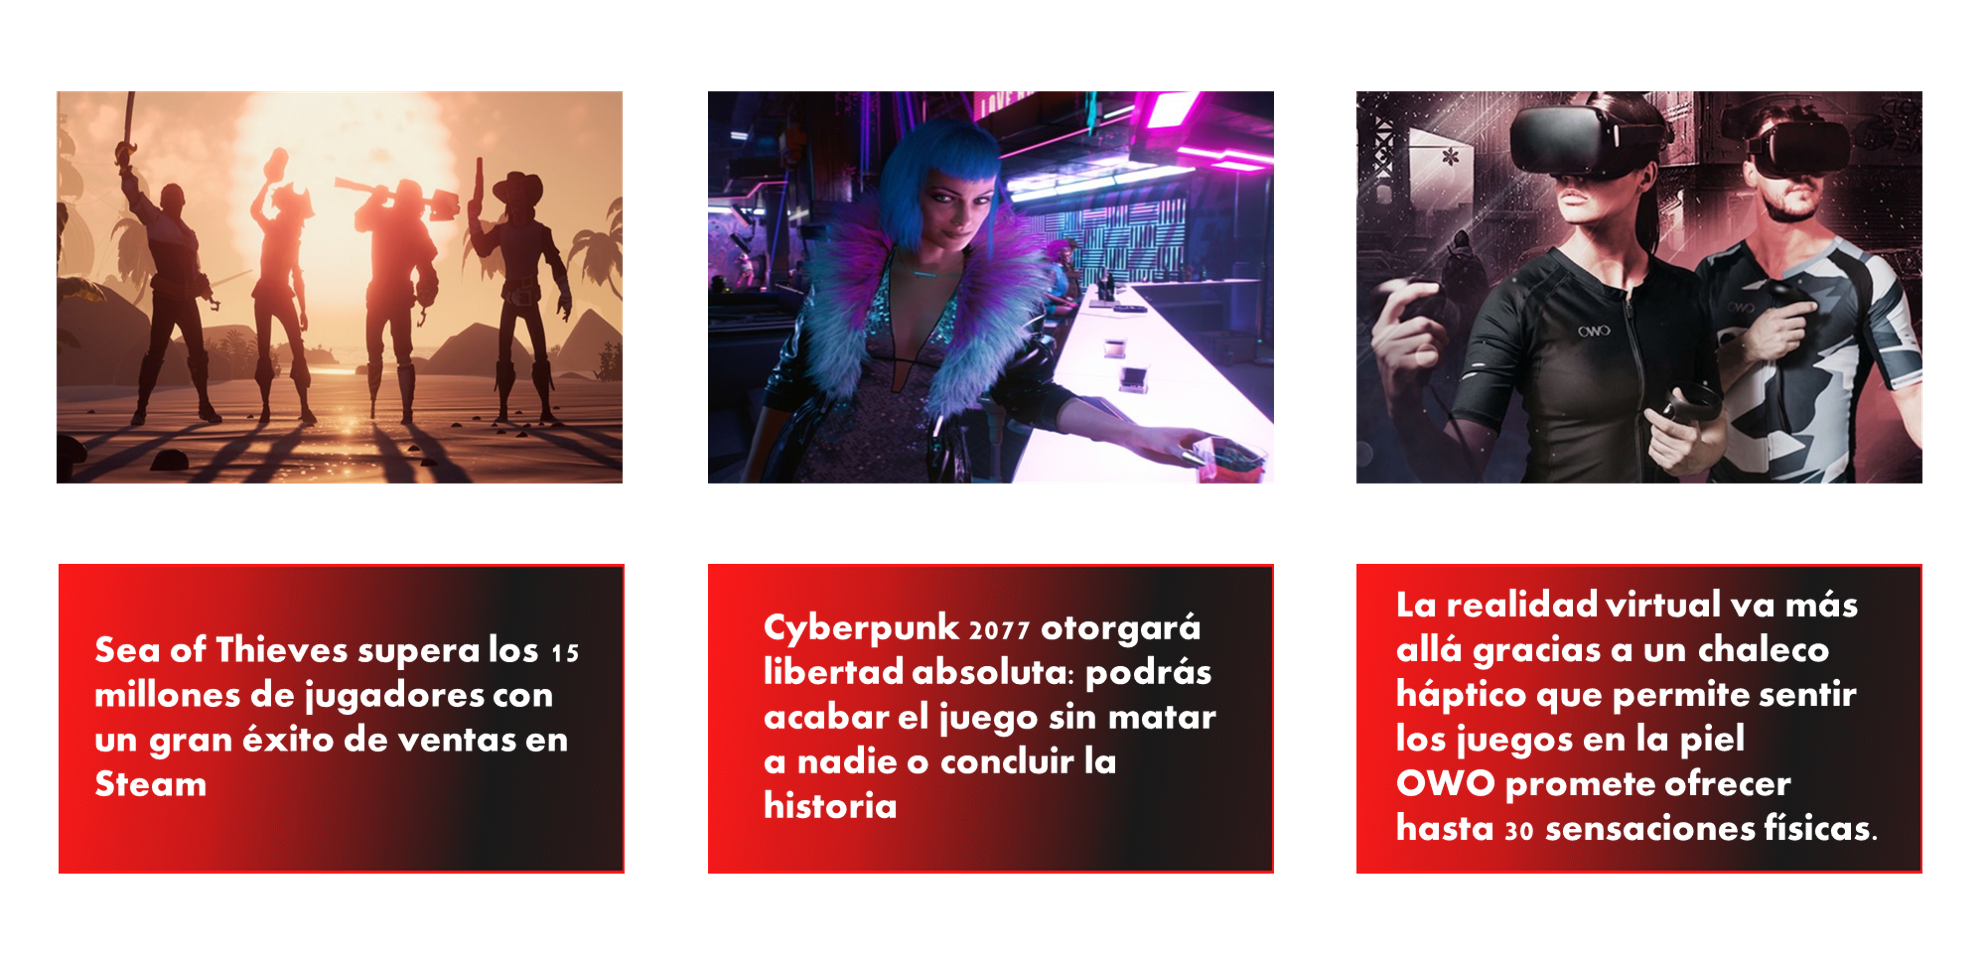 LOVE
OWO
OWO
Sea of Thieves supera los 15
millones de jugadores con
un gran éxito de ventas en
Steam
Cyberpunk 2077 otorgará
libertad absoluta: podrás
acabar el juego sin matar
a nadie o concluir la
historia
La realidad virtual va más
allá gracias a un chaleco
háptico que permite sentir
los juegos en la piel
OWO promete ofrecer
hasta 30 sensaciones físicas.